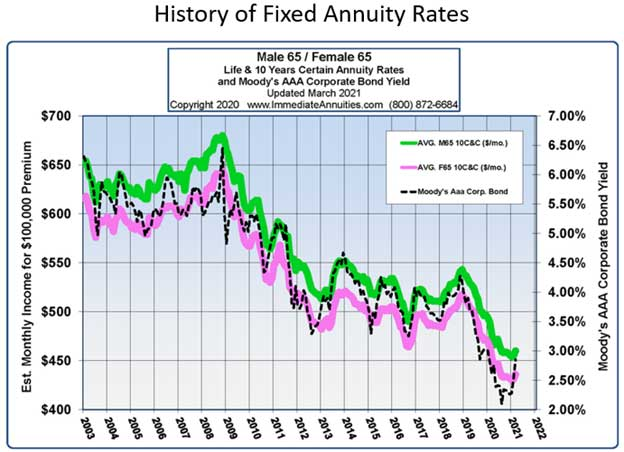 History of Fixed Annuity Rates
Male 65 / Female 65
Life & 10 Years Certain Annuity Rates
and Moody's AAA Corporate Bond Yield
Updated March 2021
Copyright 2020 www.ImmediateAnnuities.com (800) 872-6684
$700
$650
$600
$550
$500
$450
$400
Est. Monthly Income for $100,000 Premium
AVG. M65 10C&C ($/mo.)
AVG. F65 10C&C ($/mo.)
Moody's Aaa Corp. Bond
7.00%
6.50%
6.00%
5.50%
5.00%
4.50%
4.00%
3.50%
3.00%
2.50%
2.00%
Moody's AAA Corporate Bond Yield
2003 2004 2005 2006 2007 2008 2009 2010 2011 2012 2013 2014 2015 2016 2017 2018 2019 2020 2021 2022